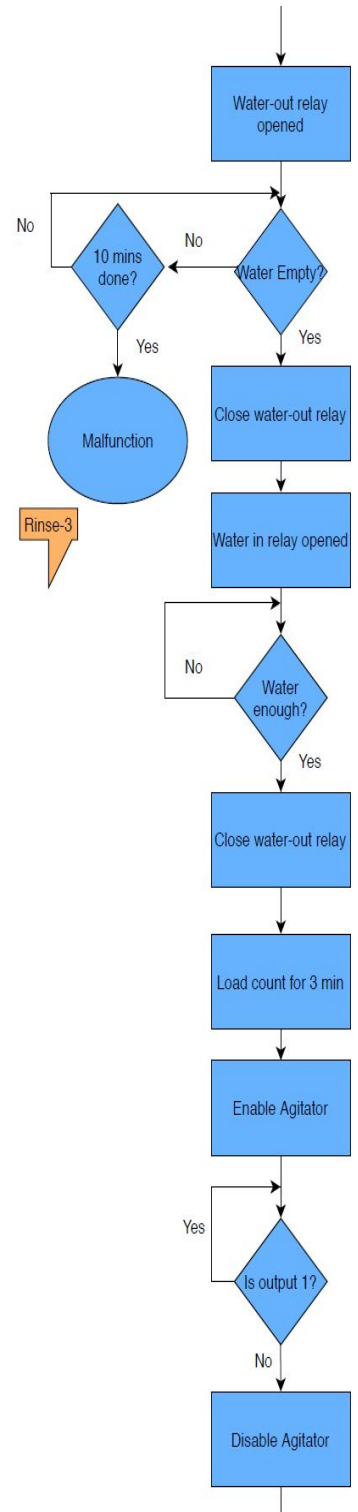 Water-out relay
opened
No
10 mins
done?
No
Water Empty?
Yes
Yes
Malfunction
Close water-out relay
Rinse-3
Water in relay opened
No
Water
enough?
Yes
Close water-out relay
Load count for 3 min
Enable Agitator
Yes
Is output 1?
No
Disable Agitator